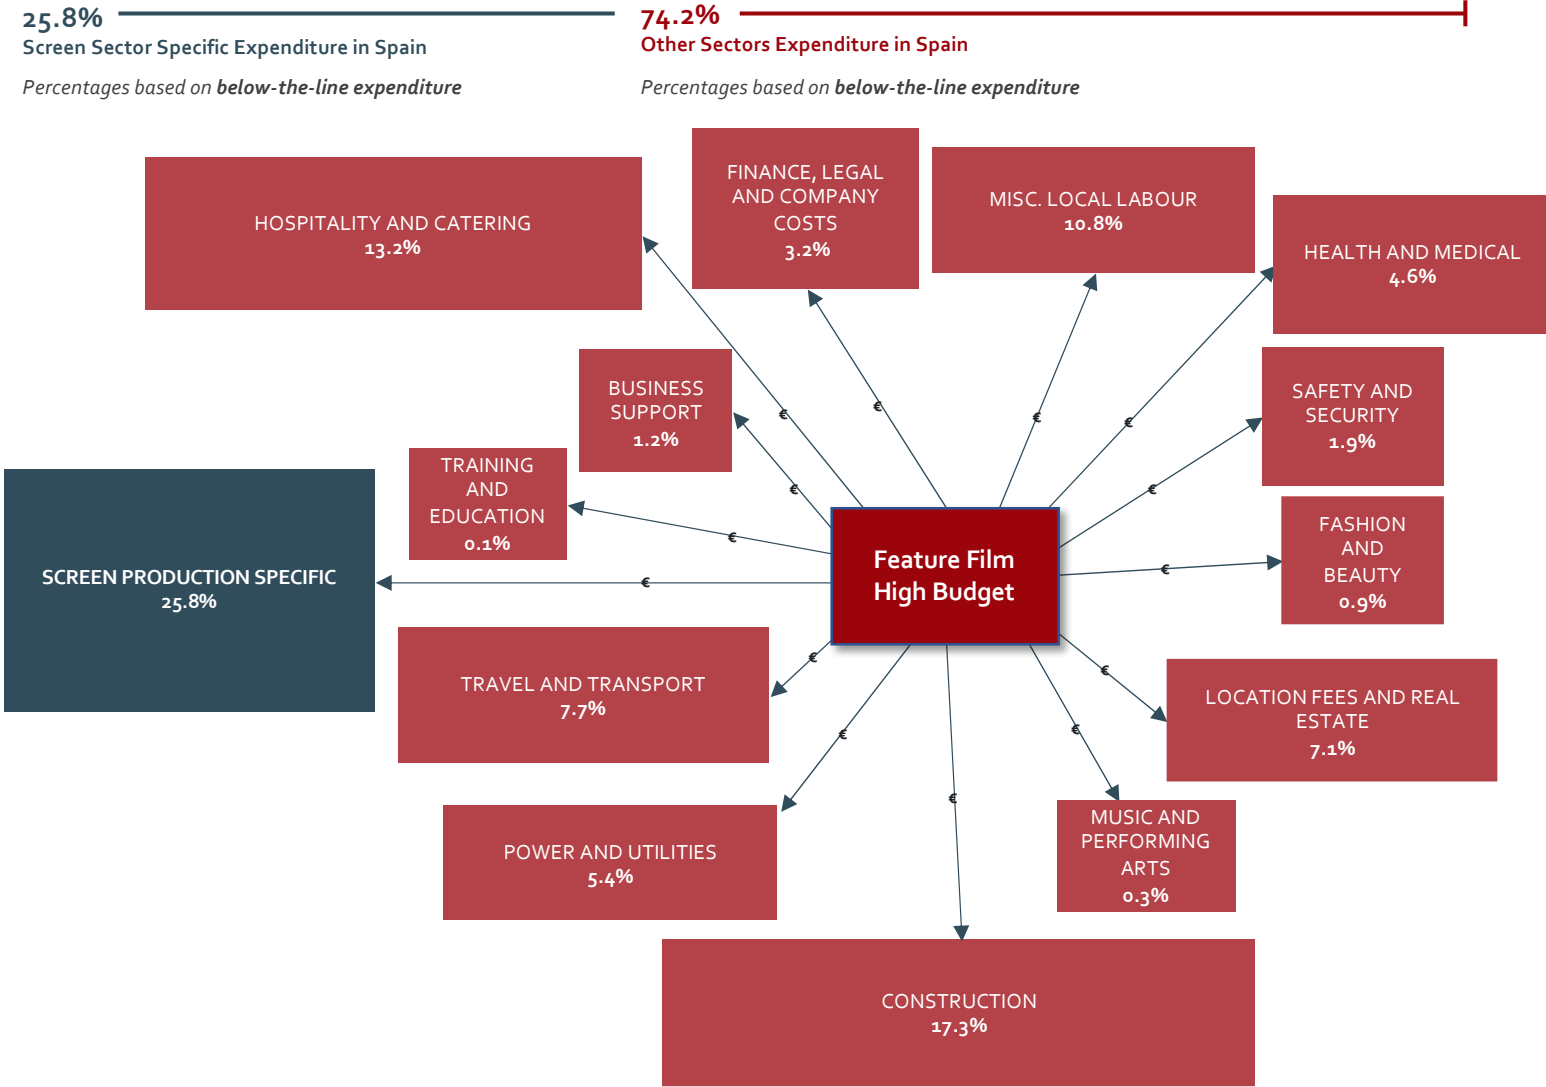 25.8%
Screen Sector Specific Expenditure in Spain
Percentages based on below-the-line expenditure
74.2%
Other Sectors Expenditure in Spain
Percentages based on below-the-line expenditure
HOSPITALITY AND CATERING
13.2%
FINANCE, LEGAL
AND COMPANY
COSTS
3.2%
MISC. LOCAL LABOUR
10.8%
HEALTH AND MEDICAL
4.6%
BUSINESS
SUPPORT
1.2%
SAFETY AND
SECURITY
1.9%
TRAINING
AND
EDUCATION
0.1%
FASHION
AND
BEAUTY
0.9%
SCREEN PRODUCTION SPECIFIC
25.8%
Feature Film
High Budget
TRAVEL AND TRANSPORT
7.7%
LOCATION FEES AND REAL
ESTATE
7.1%
POWER AND UTILITIES
5.4%
MUSIC AND
PERFORMING
ARTS
0.3%
CONSTRUCTION
17.3%
€
€
€
€
€
€
€
€
€
€
€
€
€
€